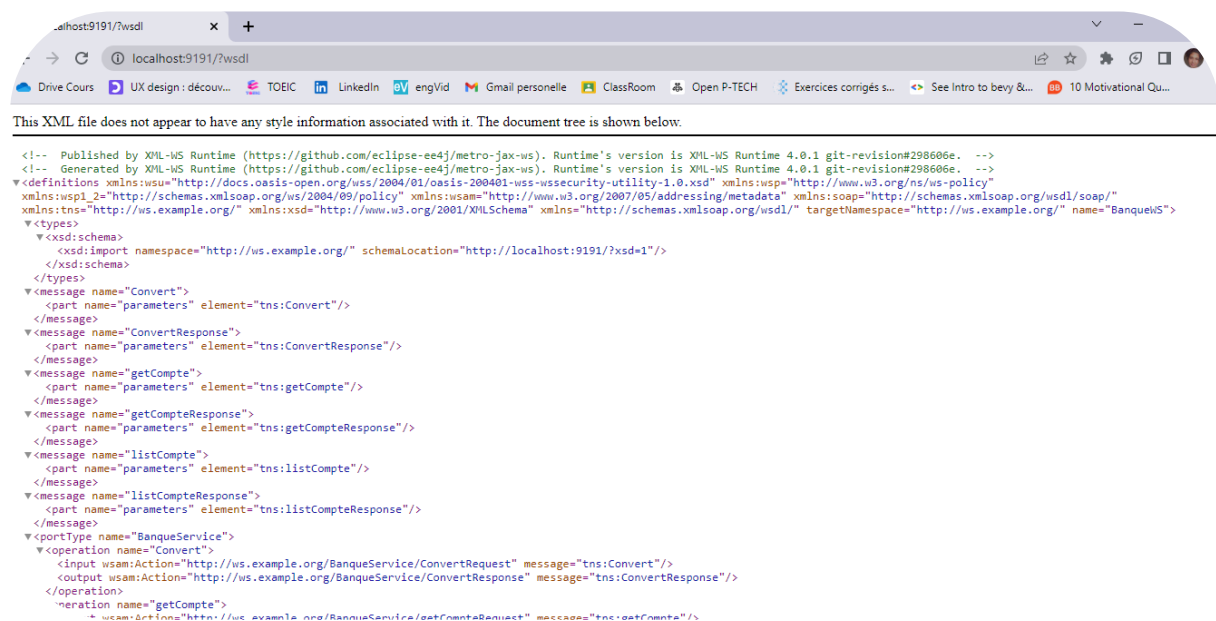 alhost:9191/?wsdl
localhost:9191/?wsdl
Drive Cours UX design : découv... TOEIC LinkedIn engVid Gmail personelle ClassRoom Open P-TECH Exercices corrigés s... See Intro to bevy &... 10 Motivational Qu...
This XML file does not appear to have any style information associated with it. The document tree is shown below.
<!-- Published by XML-WS Runtime (https://github.com/eclipse-ee4j/metro-jax-ws). Runtime's version is XML-WS Runtime 4.0.1 git-revision#298606e. -->
<!-- Generated by XML-WS Runtime (https://github.com/eclipse-ee4j/metro-jax-ws). Runtime's version is XML-WS Runtime 4.0.1 git-revision#298606e. -->
<definitions xmlns:wsu="http://docs.oasis-open.org/wss/2004/01/oasis-200401-wss-wssecurity-utility-1.0.xsd" xmlns:wsp="http://www.w3.org/ns/ws-policy"
xmlns:wsp1_2="http://schemas.xmlsoap.org/ws/2004/09/policy" xmlns:wsam="http://www.w3.org/2007/05/addressing/metadata" xmlns:soap="http://schemas.xmlsoap.org/wsdl/soap/"
xmlns:tns="http://ws.example.org/" xmlns:xsd="http://www.w3.org/2001/XMLSchema" xmlns="http://schemas.xmlsoap.org/wsdl/" targetNamespace="http://ws.example.org/" name="BanqueWS">
<types>
<xsd:schema>
<xsd:import namespace="http://ws.example.org/" schemaLocation="http://localhost:9191/?xsd=1"/>
</xsd:schema>
</types>
<message name="Convert">
<part name="parameters" element="tns:Convert"/>
</message>
<message name="ConvertResponse">
<part name="parameters" element="tns:ConvertResponse"/>
</message>
<message name="getCompte">
<part name="parameters" element="tns:getCompte"/>
</message>
<message name="getCompteResponse">
<part name="parameters" element="tns:getCompteResponse"/>
</message>
<message name="listCompte">
<part name="parameters" element="tns:listCompte"/>
</message>
<message name="listCompteResponse">
<part name="parameters" element="tns:listCompteResponse"/>
</message>
<portType name="BanqueService">
<operation name="Convert">
<input wsam:Action="http://ws.example.org/BanqueService/ConvertRequest" message="tns:Convert"/>
<output wsam:Action="http://ws.example.org/BanqueService/ConvertResponse" message="tns:ConvertResponse"/>
</operation>
peration name="getCompte">
wsam:Action="http://ws.example.org/BanqueService/getCompteRequest" message="tns:getCompte"/>